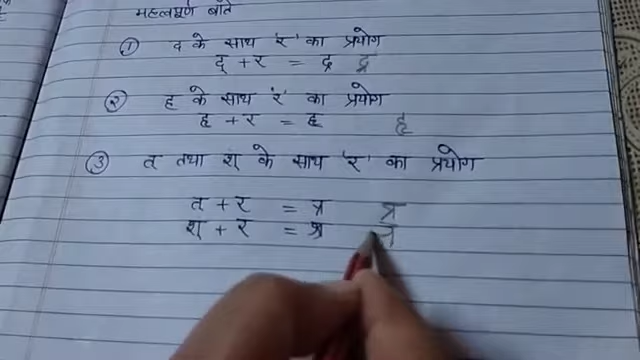 महत्वपूर्ण बातें
① द के साथ 'र' का प्रयोग
द् + र = द्र द्र
② ह के साथ 'र' का प्रयोग
ह् + र = ह्र ह्र
③ त तथा श् के साथ 'र' का प्रयोग
त + र = त्र त्र
श् + र = श्र